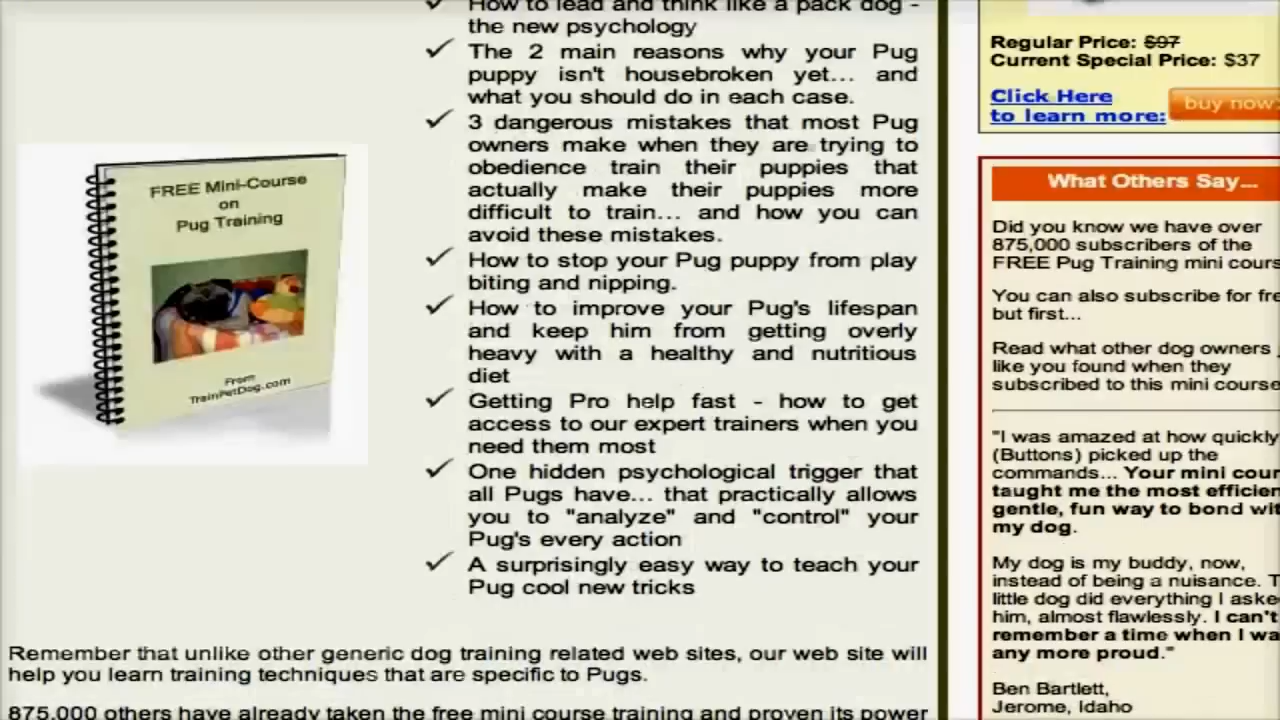 How to lead and think like a pack dog -
the new psychology
The 2 main reasons why your Pug
puppy isn't housebroken yet... and
what you should do in each case.
3 dangerous mistakes that most Pug
owners make when they are trying to
obedience train their puppies that
actually make their puppies more
difficult to train... and how you can
avoid these mistakes.
How to stop your Pug puppy from play
biting and nipping.
How to improve your Pug's lifespan
and keep him from getting overly
heavy with a healthy and nutritious
diet
Getting Pro help fast - how to get
access to our expert trainers when you
need them most
One hidden psychological trigger that
all Pugs have... that practically allows
you to "analyze" and "control" your
Pug's every action
A surprisingly easy way to teach your
Pug cool new tricks
FREE Mini-Course
on
Pug Training
From
TrainPetDog.com
Remember that unlike other generic dog training related web sites, our web site will
help you learn training techniques that are specific to Pugs.
875,000 others have already taken the free mini course training and proven its power
Regular Price: $97
Current Special Price: $37
Click Here
to learn more:
buy now
What Others Say...
Did you know we have over
875,000 subscribers of the
FREE Pug Training mini cours
You can also subscribe for fre
but first...
Read what other dog owners
like you found when they
subscribed to this mini course
"I was amazed at how quickly
(Buttons) picked up the
commands... Your mini cour
taught me the most efficien
gentle, fun way to bond wit
my dog.
My dog is my buddy, now,
instead of being a nuisance. T
little dog did everything I aske
him, almost flawlessly. I can't
remember a time when I wa
any more proud."
Ben Bartlett,
Jerome, Idaho